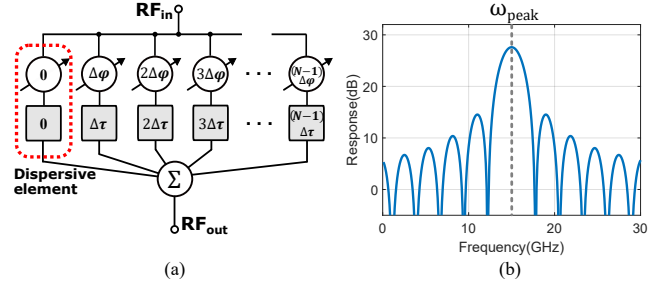 RF_in
0 Δφ 2Δφ 3Δφ · · · (N−1)Δφ
0 Δτ 2Δτ 3Δτ · · · (N−1)Δτ
Dispersive
element
Σ
RF_out
(a)
ω_peak
Response(dB)
30
20
10
0
0 10 20 30
Frequency(GHz)
(b)